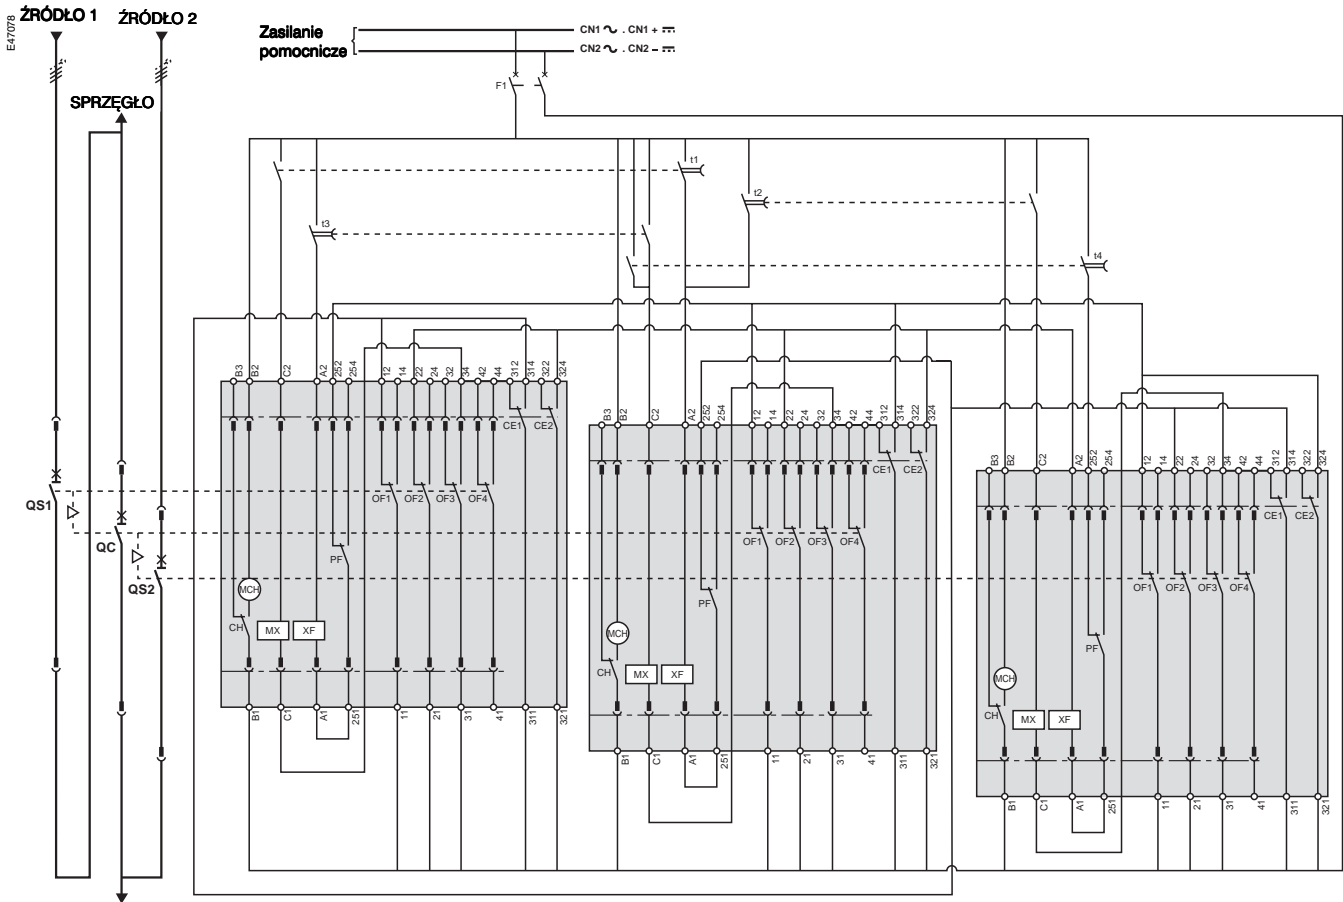 E47078
ŹRÓDŁO 1
ŹRÓDŁO 2
SPRZĘGŁO
Zasilanie
pomocnicze
CN1 ~ . CN1 +
CN2 ~ . CN2 –
F1
t1
t2
t3
t4
QS1
QC
QS2
B3 B2 C2 A2 252 254 12 14 22 24 32 34 42 44 312 314 322 324
CE1 CE2
OF1 OF2 OF3 OF4
PF
MCH
CH
MX XF
B1 C1 A1 251 11 21 31 41 311 321
B3 B2 C2 A2 252 254 12 14 22 24 32 34 42 44 312 314 322 324
CE1 CE2
OF1 OF2 OF3 OF4
PF
MCH
CH
MX XF
B1 C1 A1 251 11 21 31 41 311 321
B3 B2 C2 A2 252 254 12 14 22 24 32 34 42 44 312 314 322 324
CE1 CE2
OF1 OF2 OF3 OF4
PF
MCH
CH
MX XF
B1 C1 A1 251 11 21 31 41 311 321